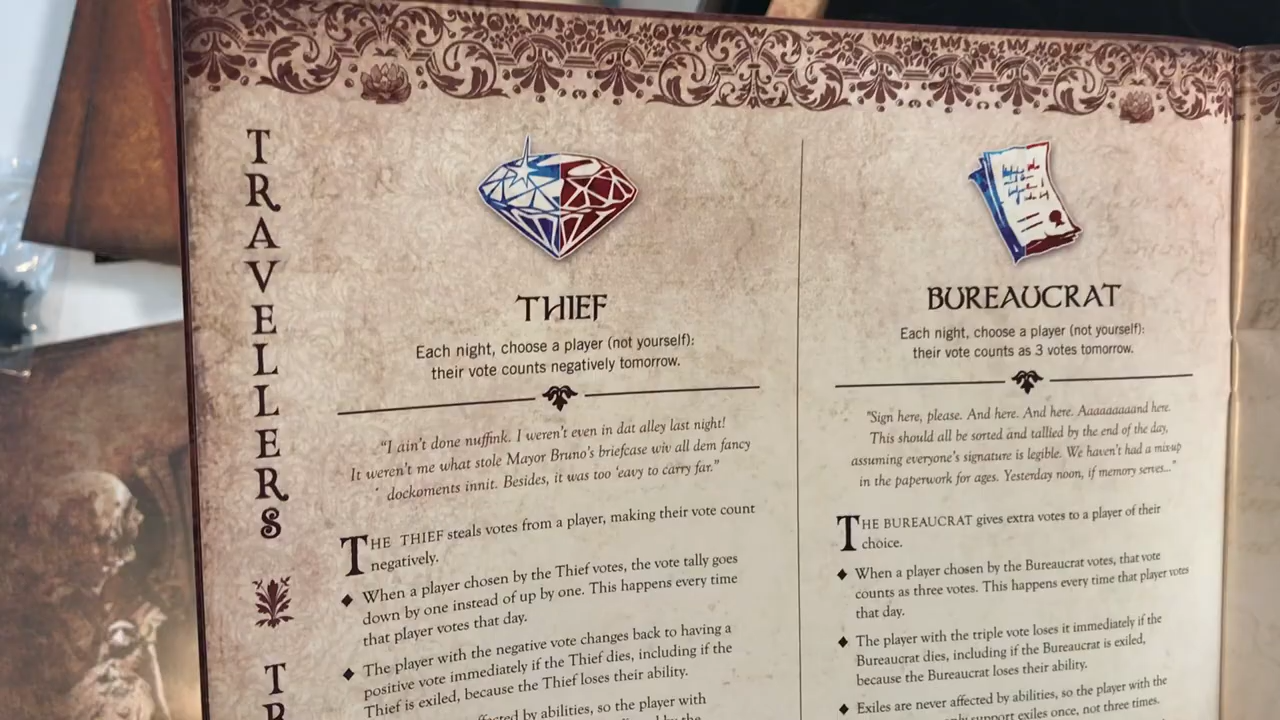 TRAVELLERS
TR
THIEF
Each night, choose a player (not yourself):
their vote counts negatively tomorrow.
"I ain't done nuffink. I weren't even in dat alley last night!
It weren't me what stole Mayor Bruno's briefcase wiv all dem fancy
dockoments innit. Besides, it was too 'eavy to carry far."
THE THIEF steals votes from a player, making their vote count
negatively.
◆ When a player chosen by the Thief votes, the vote tally goes
down by one instead of up by one. This happens every time
that player votes that day.
◆ The player with the negative vote changes back to having a
positive vote immediately if the Thief dies, including if the
Thief is exiled, because the Thief loses their ability.
by abilities, so the player with
by the
BUREAUCRAT
Each night, choose a player (not yourself):
their vote counts as 3 votes tomorrow.
"Sign here, please. And here. And here. Aaaaaaaand here.
This should all be sorted and tallied by the end of the day,
assuming everyone's signature is legible. We haven't had a mixup
in the paperwork for ages. Yesterday noon, if memory serves..."
THE BUREAUCRAT gives extra votes to a player of their
choice.
◆ When a player chosen by the Bureaucrat votes, that vote
counts as three votes. This happens every time that player votes
that day.
◆ The player with the triple vote loses it immediately if the
Bureaucrat dies, including if the Bureaucrat is exiled,
because the Bureaucrat loses their ability.
◆ Exiles are never affected by abilities, so the player with the
support exiles once, not three times.